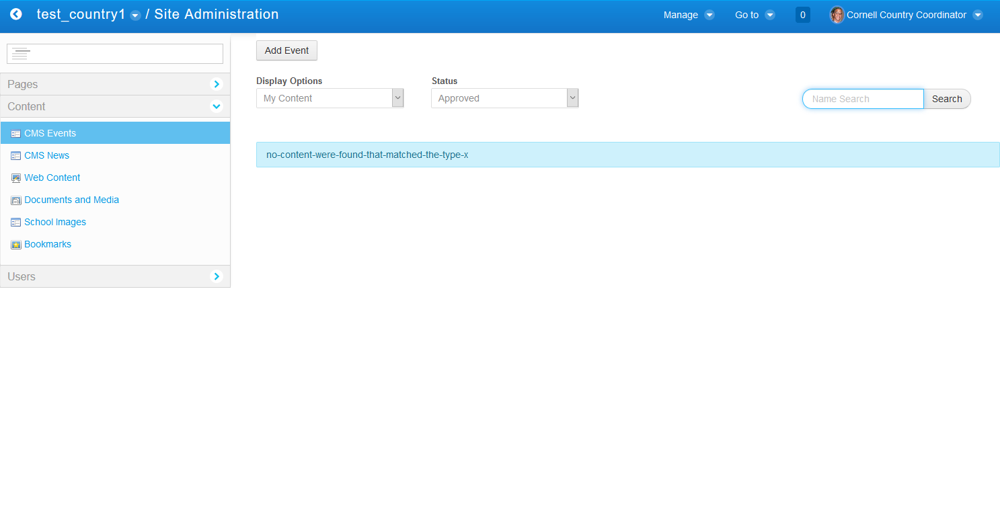 test_country1 / Site Administration
Manage Go to 0 Cornell Country Coordinator
Pages
Content
CMS Events
CMS News
Web Content
Documents and Media
School Images
Bookmarks
Users
Add Event
Display Options Status
My Content Approved
Name Search Search
no-content-were-found-that-matched-the-type-x